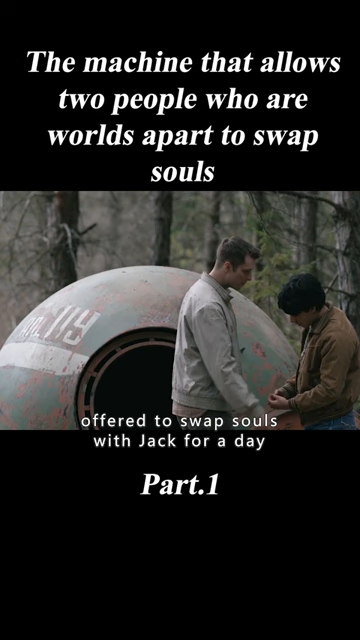 The machine that allows
two people who are
worlds apart to swap
souls
119
offered to swap souls
with Jack for a day
Part.1